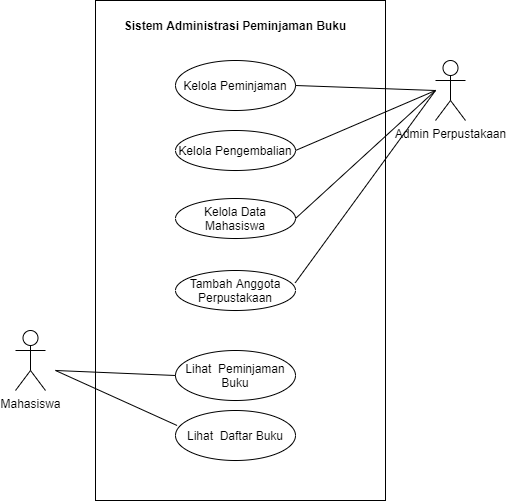 Sistem Administrasi Peminjaman Buku
Kelola Peminjaman
Admin Perpustakaan
Kelola Pengembalian
Kelola Data
Mahasiswa
Tambah Anggota
Perpustakaan
Lihat  Peminjaman
Buku
Mahasiswa
Lihat  Daftar Buku